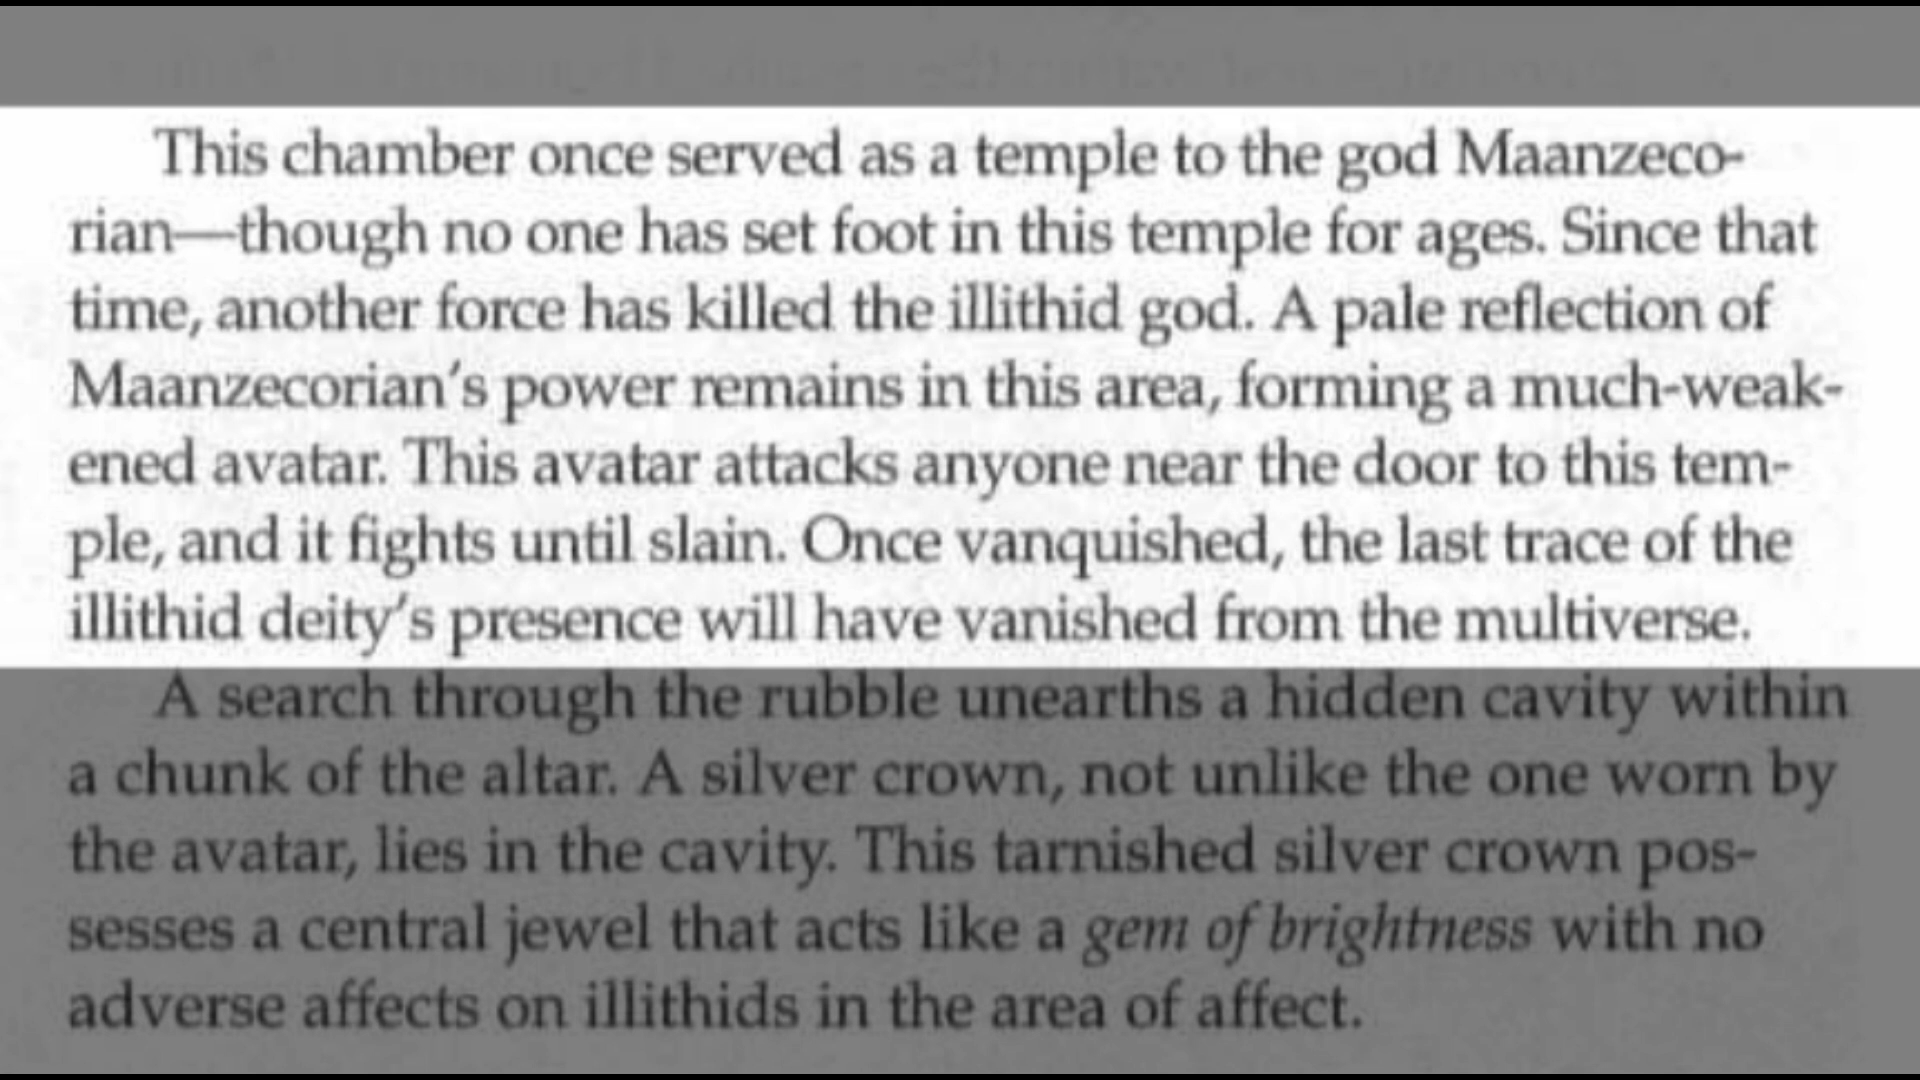 This chamber once served as a temple to the god Maanzeco-
rian—though no one has set foot in this temple for ages. Since that
time, another force has killed the illithid god. A pale reflection of
Maanzecorian's power remains in this area, forming a much-weak-
ened avatar. This avatar attacks anyone near the door to this tem-
ple, and it fights until slain. Once vanquished, the last trace of the
illithid deity's presence will have vanished from the multiverse.
A search through the rubble unearths a hidden cavity within
a chunk of the altar. A silver crown, not unlike the one worn by
the avatar, lies in the cavity. This tarnished silver crown pos-
sesses a central jewel that acts like a gem of brightness with no
adverse affects on illithids in the area of affect.